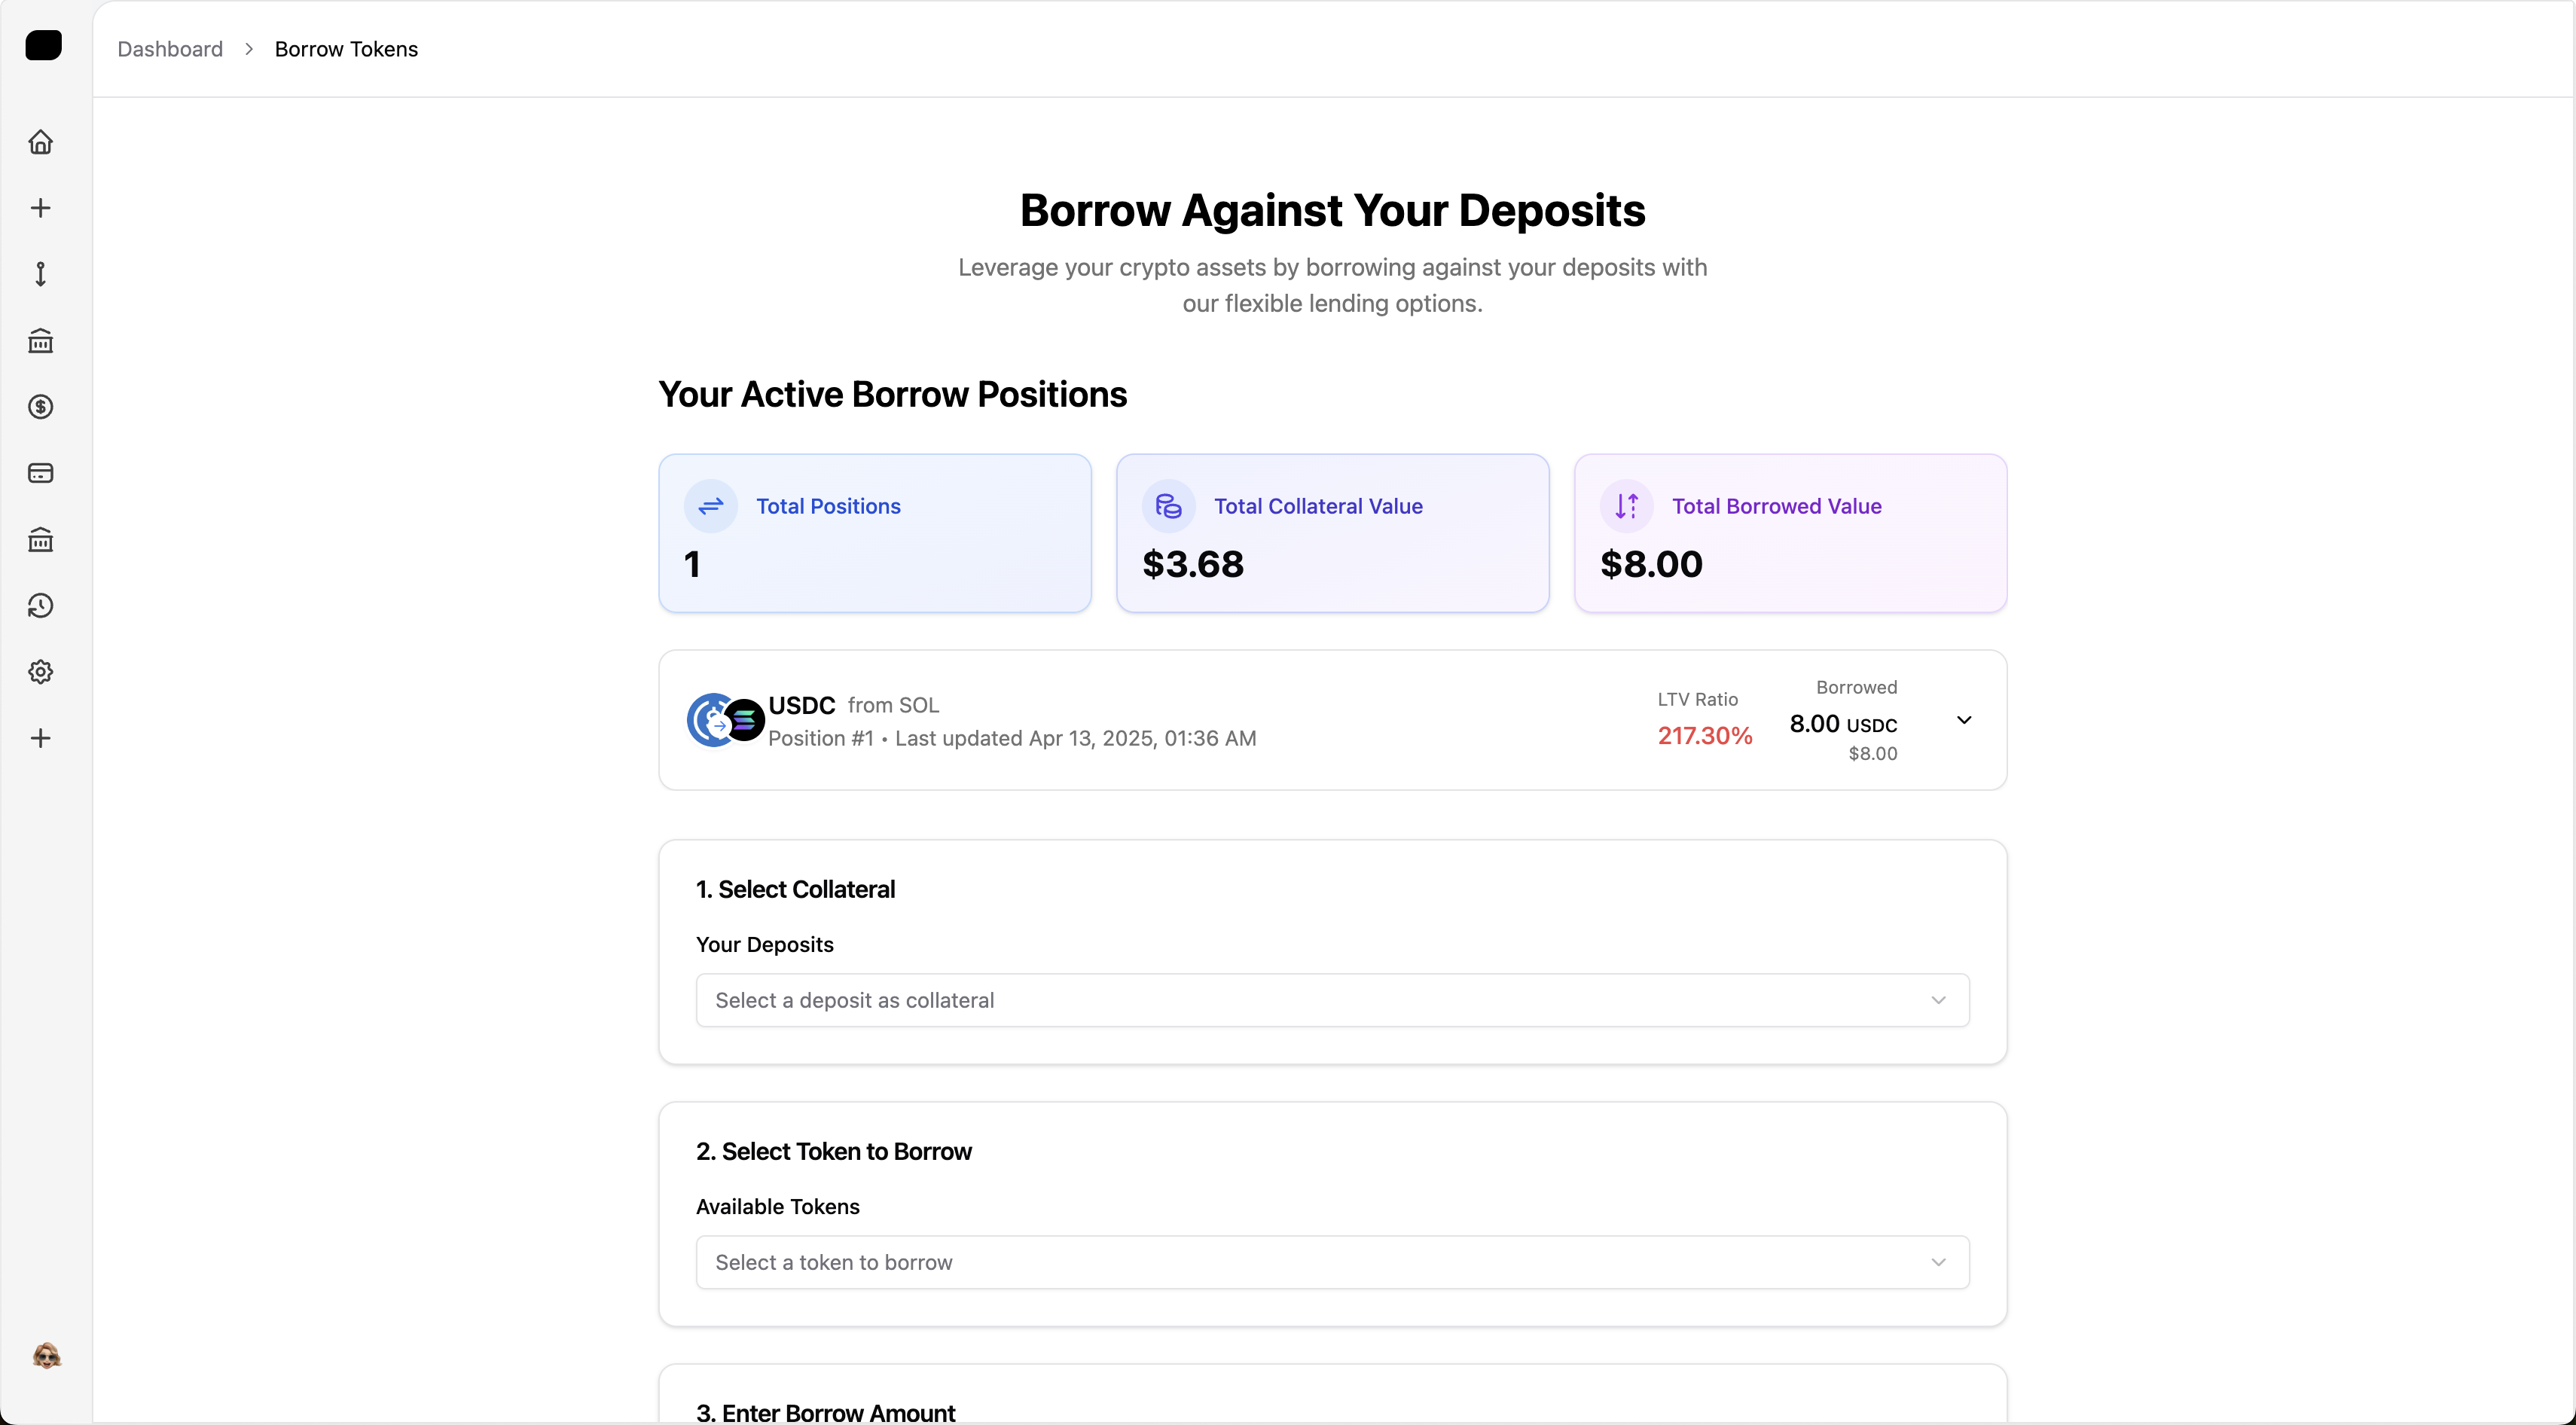 Dashboard > Borrow Tokens
Borrow Against Your Deposits
Leverage your crypto assets by borrowing against your deposits with
our flexible lending options.
Your Active Borrow Positions
Total Positions
1
Total Collateral Value
$3.68
Total Borrowed Value
$8.00
USDC from SOL
Position #1 • Last updated Apr 13, 2025, 01:36 AM
LTV Ratio
217.30%
Borrowed
8.00 USDC
$8.00
1. Select Collateral
Your Deposits
Select a deposit as collateral
2. Select Token to Borrow
Available Tokens
Select a token to borrow
3. Enter Borrow Amount